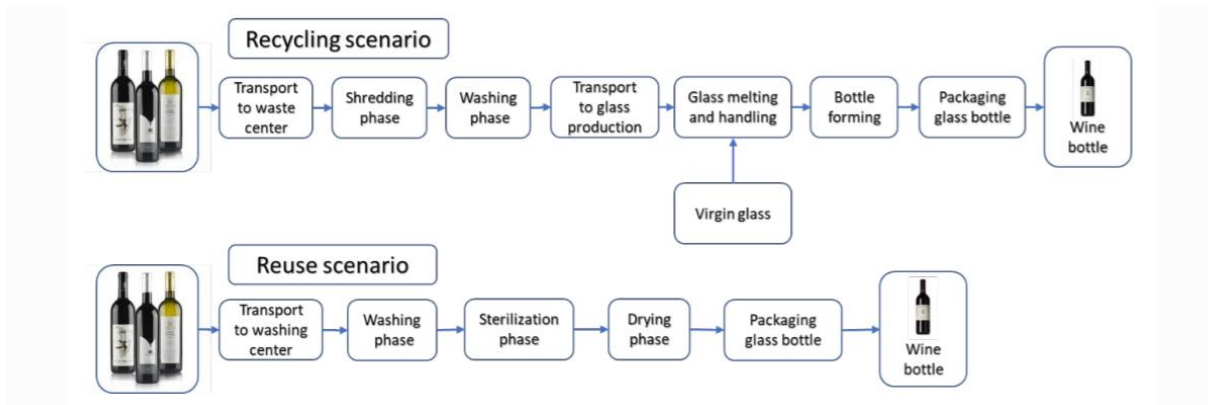 Recycling scenario
Transport
to waste
center
Shredding
phase
Washing
phase
Transport
to glass
production
Glass melting
and handling
Bottle
forming
Packaging
glass bottle
Wine
bottle
Virgin glass
Reuse scenario
Transport
to washing
center
Washing
phase
Sterilization
phase
Drying
phase
Packaging
glass bottle
Wine
bottle